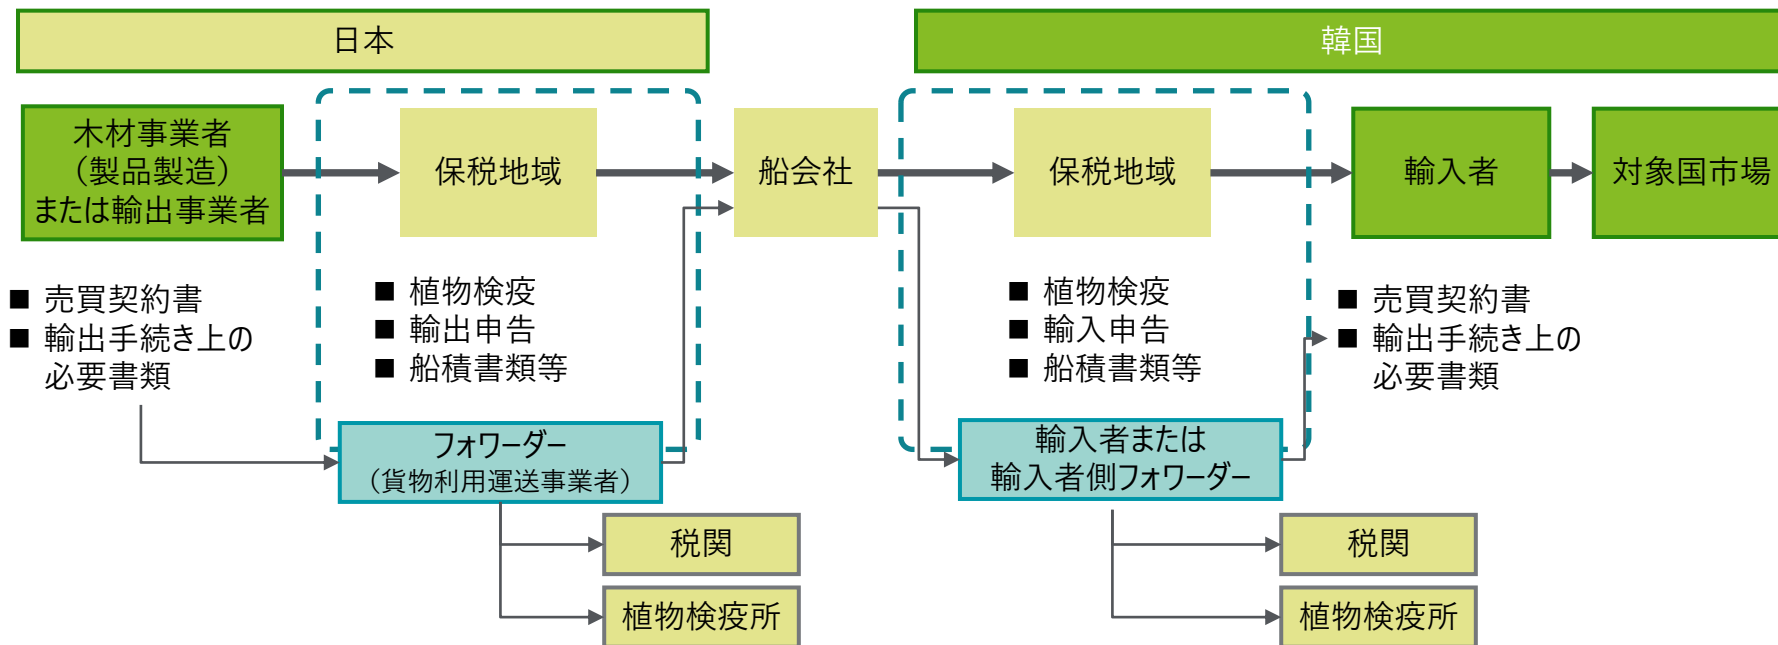 日本
韓国
木材事業者
（製品製造）
または輸出事業者
保税地域
船会社
保税地域
輸入者
対象国市場
■ 売買契約書
■ 輸出手続き上の
必要書類
■ 植物検疫
■ 輸出申告
■ 船積書類等
■ 植物検疫
■ 輸入申告
■ 船積書類等
■ 売買契約書
■ 輸出手続き上の
必要書類
フォワーダー
（貨物利用運送事業者）
輸入者または
輸入者側フォワーダー
税関
植物検疫所
税関
植物検疫所